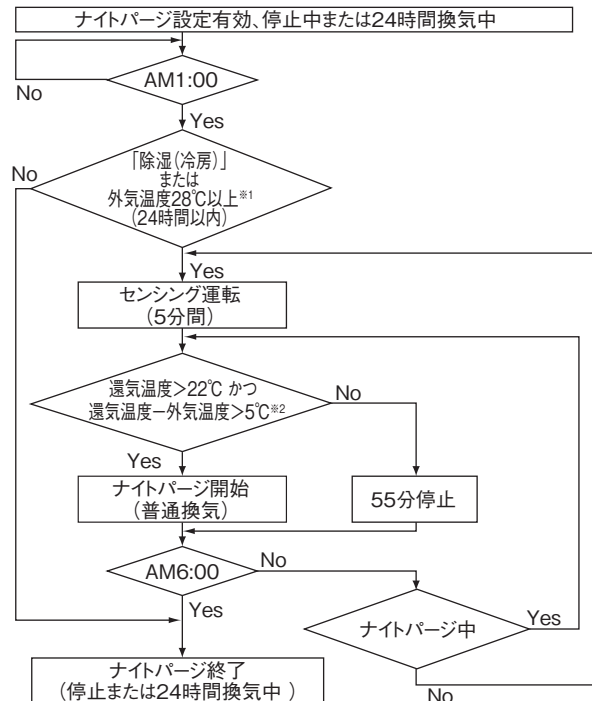 ナイトパージ設定有効、停止中または24時間換気中
AM1:00
No
Yes
「除湿(冷房)」
または
外気温度28℃以上※1
(24時間以内)
No
Yes
センシング運転
(5分間)
還気温度>22℃ かつ
還気温度−外気温度>5℃※2
No
Yes
ナイトパージ開始
(普通換気)
55分停止
AM6:00
No
Yes
ナイトパージ中
Yes
No
ナイトパージ終了
(停止または24時間換気中 )